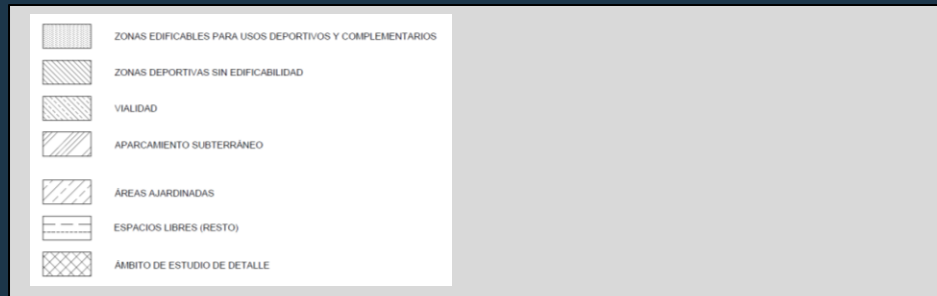 ZONAS EDIFICABLES PARA USOS DEPORTIVOS Y COMPLEMENTARIOS
ZONAS DEPORTIVAS SIN EDIFICABILIDAD
VIALIDAD
APARCAMIENTO SUBTERRÁNEO
ÁREAS AJARDINADAS
ESPACIOS LIBRES (RESTO)
ÁMBITO DE ESTUDIO DE DETALLE